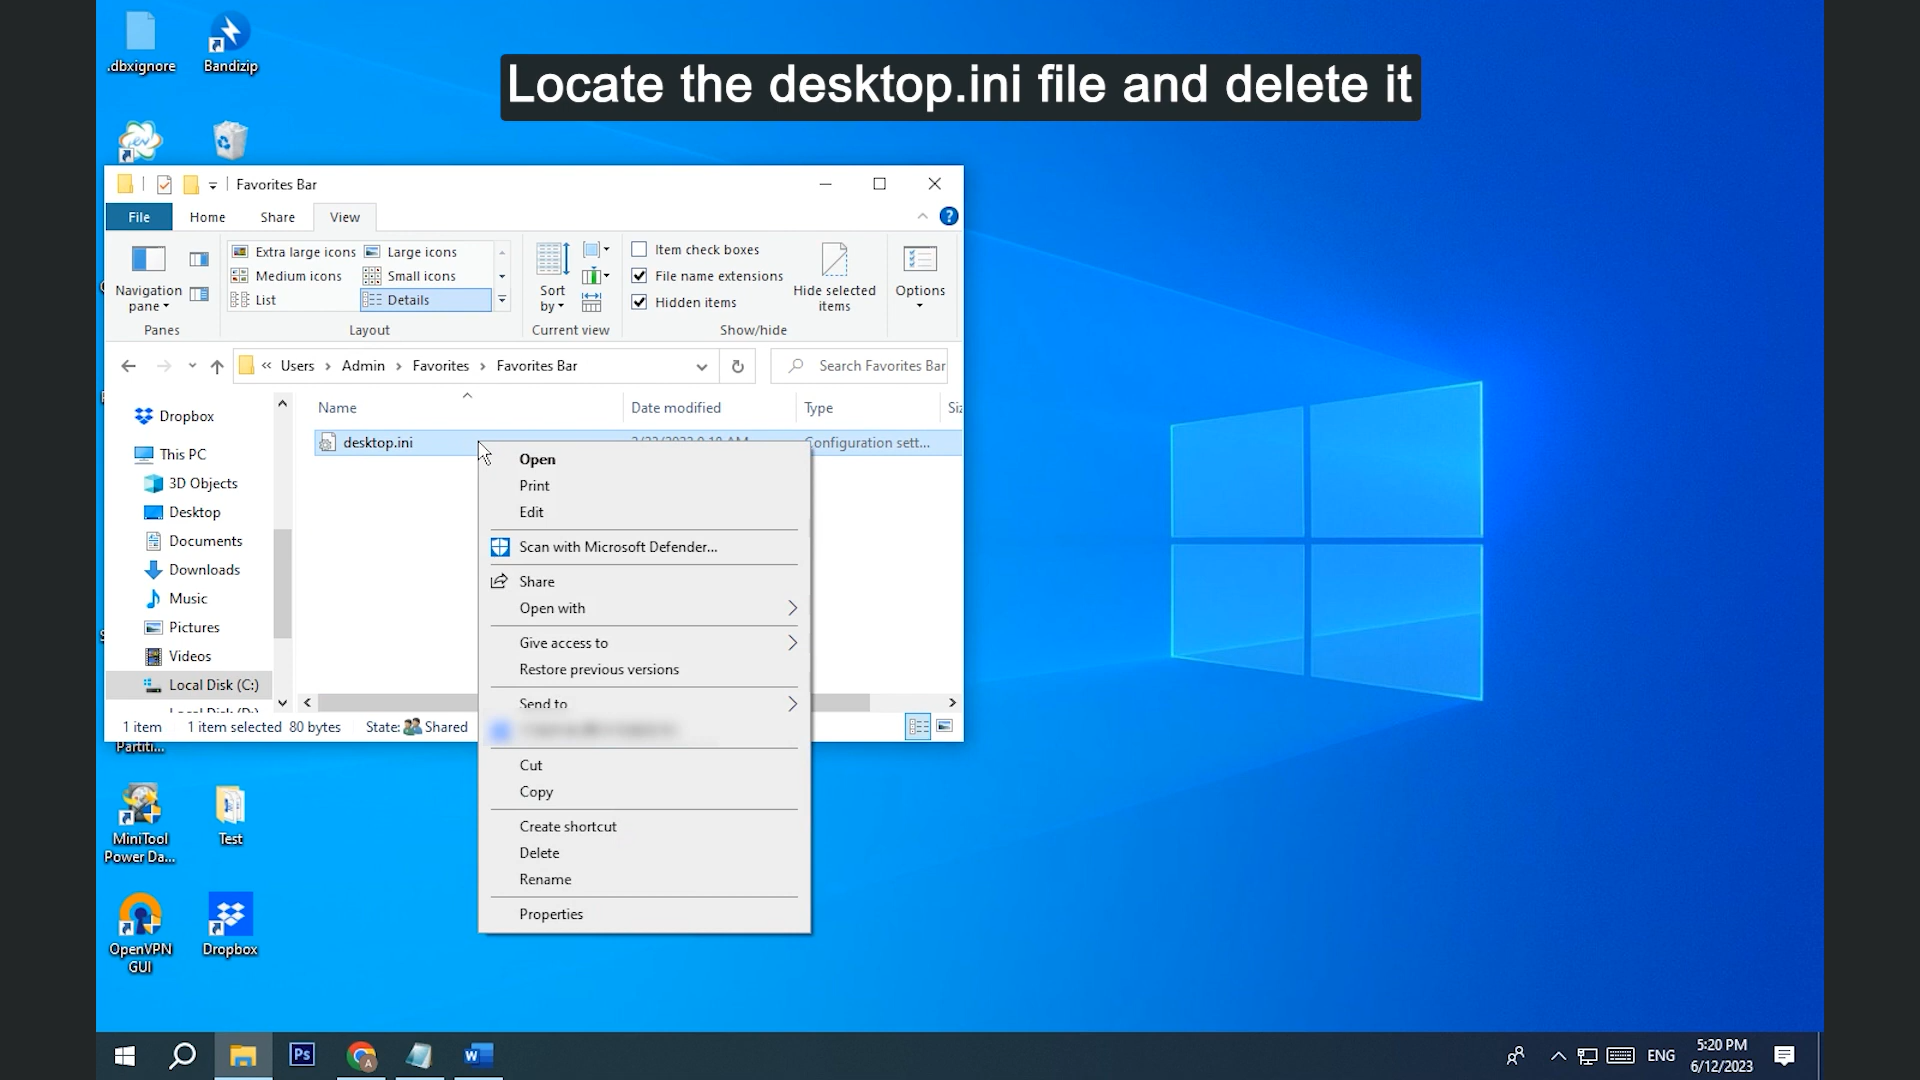 .dbxignore
Bandizip
Locate the desktop.ini file and delete it
Favorites Bar
File Home Share View
Extra large icons Large icons
Medium icons Small icons
List Details
Navigation pane
Panes
Layout
Sort by
Current view
Item check boxes
File name extensions
Hidden items
Hide selected items
Show/hide
Options
« Users › Admin › Favorites › Favorites Bar
Search Favorites Bar
Name Date modified Type
desktop.ini Configuration sett...
Dropbox
This PC
3D Objects
Desktop
Documents
Downloads
Music
Pictures
Videos
Local Disk (C:)
Local Disk (D:)
1 item 1 item selected 80 bytes State: Shared
Open
Print
Edit
Scan with Microsoft Defender...
Share
Open with
Give access to
Restore previous versions
Send to
Cut
Copy
Create shortcut
Delete
Rename
Properties
Partiti...
MiniTool
Power Da...
Test
OpenVPN
GUI
Dropbox
Ps
ENG
5:20 PM
6/12/2023